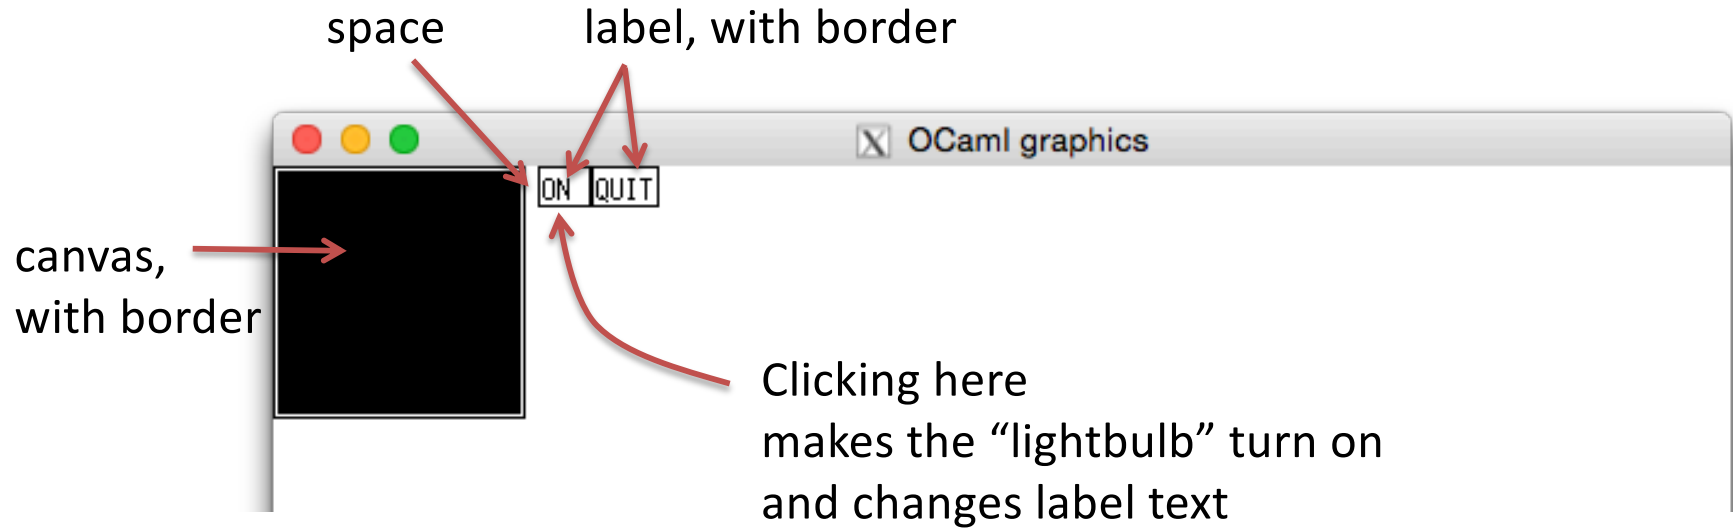 space
label, with border
OCaml graphics
ON
QUIT
canvas,
with border
Clicking here
makes the “lightbulb” turn on
and changes label text